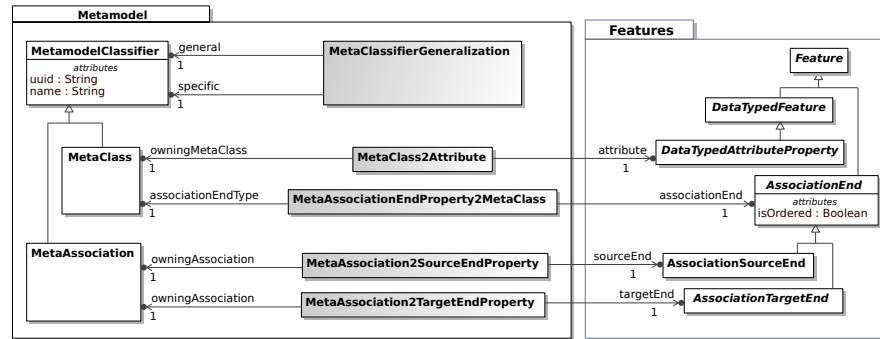 Metamodel
MetamodelClassifier
attributes
uuid : String
name : String
general
1
specific
1
MetaClassifierGeneralization
MetaClass
owningMetaClass
1
MetaClass2Attribute
attribute
1
associationEndType
1
MetaAssociationEndProperty2MetaClass
associationEnd
1
MetaAssociation
owningAssociation
1
MetaAssociation2SourceEndProperty
sourceEnd
1
owningAssociation
1
MetaAssociation2TargetEndProperty
targetEnd
1
Features
Feature
DataTypedFeature
DataTypedAttributeProperty
AssociationEnd
attributes
isOrdered : Boolean
AssociationSourceEnd
AssociationTargetEnd